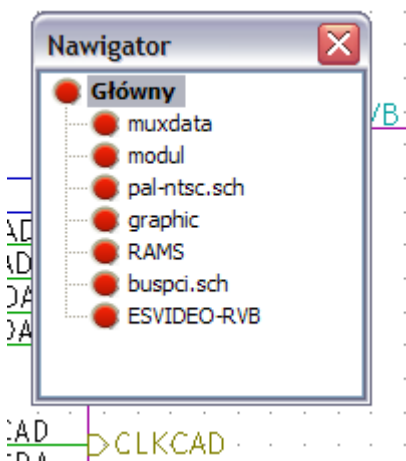 Nawigator
Główny
muxdata
modul
pal-ntsc.sch
graphic
RAMS
buspci.sch
ESVIDEO-RVB
CLKCAD